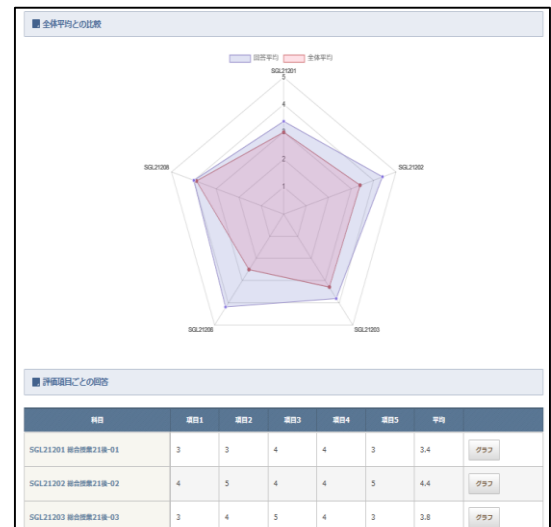 全体平均との比較
回答平均 全体平均
SGL21201
5
4
3
2
1
SGL21202
SGL21203
SGL21205
SGL21206
評価項目ごとの回答
科目 項目1 項目2 項目3 項目4 項目5 平均
SGL21201 総合授業21後-01 3 3 4 4 3 3.4 グラフ
SGL21202 総合授業21後-02 4 5 4 4 5 4.4 グラフ
SGL21203 総合授業21後-03 3 4 5 4 3 3.8 グラフ